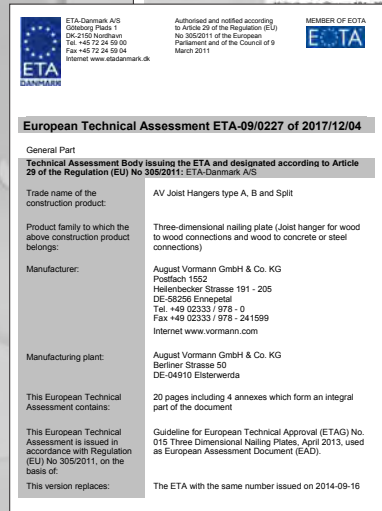 ETA-Danmark A/S
Göteborg Plads 1
DK-2150 Nordhavn
Tel. +45 72 24 59 00
Fax +45 72 24 59 04
Internet www.etadanmark.dk
Authorised and notified according
to Article 29 of the Regulation (EU)
No 305/2011 of the European
Parliament and of the Council of 9
March 2011
MEMBER OF EOTA
EOTA
ETA
DANMARK
European Technical Assessment ETA-09/0227 of 2017/12/04
General Part
Technical Assessment Body issuing the ETA and designated according to Article
29 of the Regulation (EU) No 305/2011: ETA-Danmark A/S
Trade name of the
construction product:
AV Joist Hangers type A, B and Split
Product family to which the
above construction product
belongs:
Three-dimensional nailing plate (Joist hanger for wood
to wood connections and wood to concrete or steel
connections)
Manufacturer:
August Vormann GmbH & Co. KG
Postfach 1552
Heilenbecker Strasse 191 - 205
DE-58256 Ennepetal
Tel. +49 02333 / 978 - 0
Fax +49 02333 / 978 - 241599
Internet www.vormann.com
Manufacturing plant:
August Vormann GmbH & Co. KG
Berliner Strasse 50
DE-04910 Elsterwerda
This European Technical
Assessment contains:
20 pages including 4 annexes which form an integral
part of the document
This European Technical
Assessment is issued in
accordance with Regulation
(EU) No 305/2011, on the
basis of:
Guideline for European Technical Approval (ETAG) No.
015 Three Dimensional Nailing Plates, April 2013, used
as European Assessment Document (EAD).
This version replaces:
The ETA with the same number issued on 2014-09-16